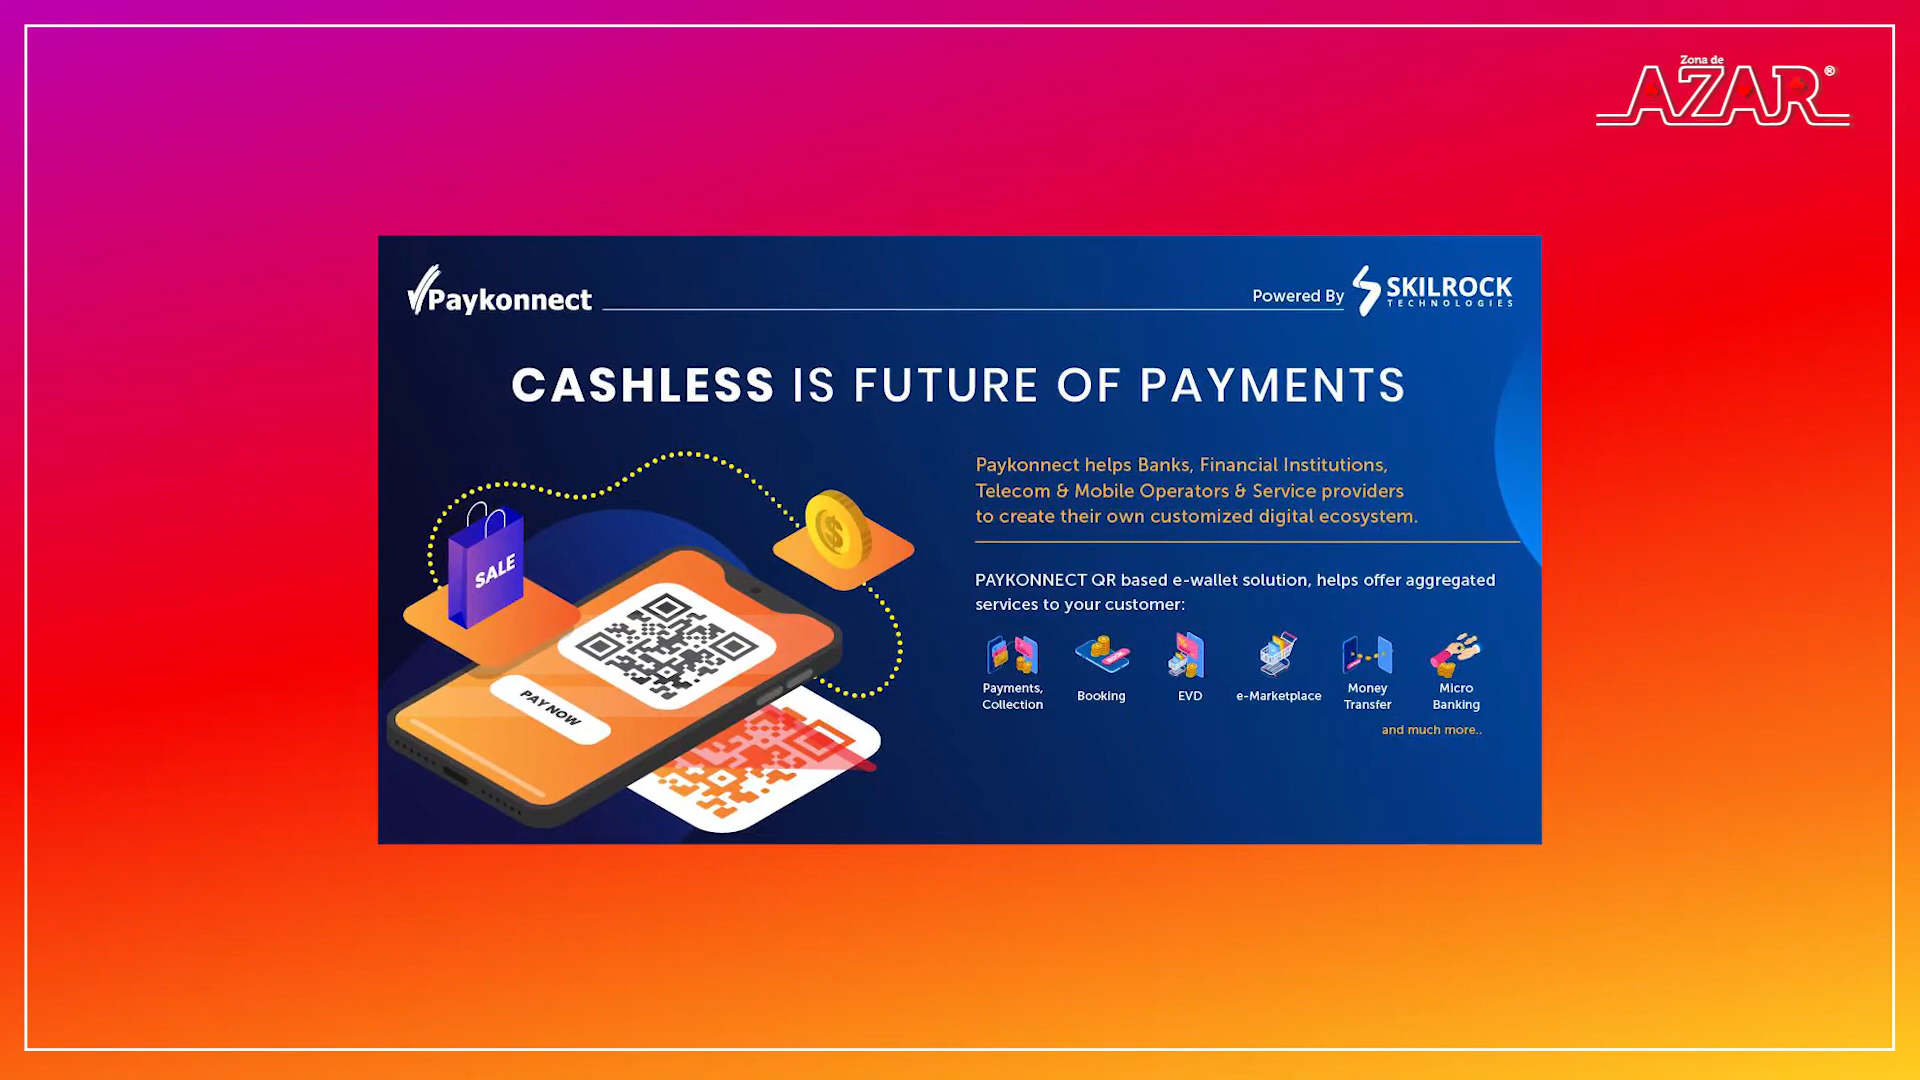 Zona de
AZAR®
Paykonnect
Powered By SKILROCK
TECHNOLOGIES
CASHLESS IS FUTURE OF PAYMENTS
Paykonnect helps Banks, Financial Institutions,
Telecom & Mobile Operators & Service providers
to create their own customized digital ecosystem.
PAYKONNECT QR based e-wallet solution, helps offer aggregated
services to your customer:
Payments,
Collection
Booking
EVD
e-Marketplace
Money
Transfer
Micro
Banking
and much more..
SALE
PAY NOW